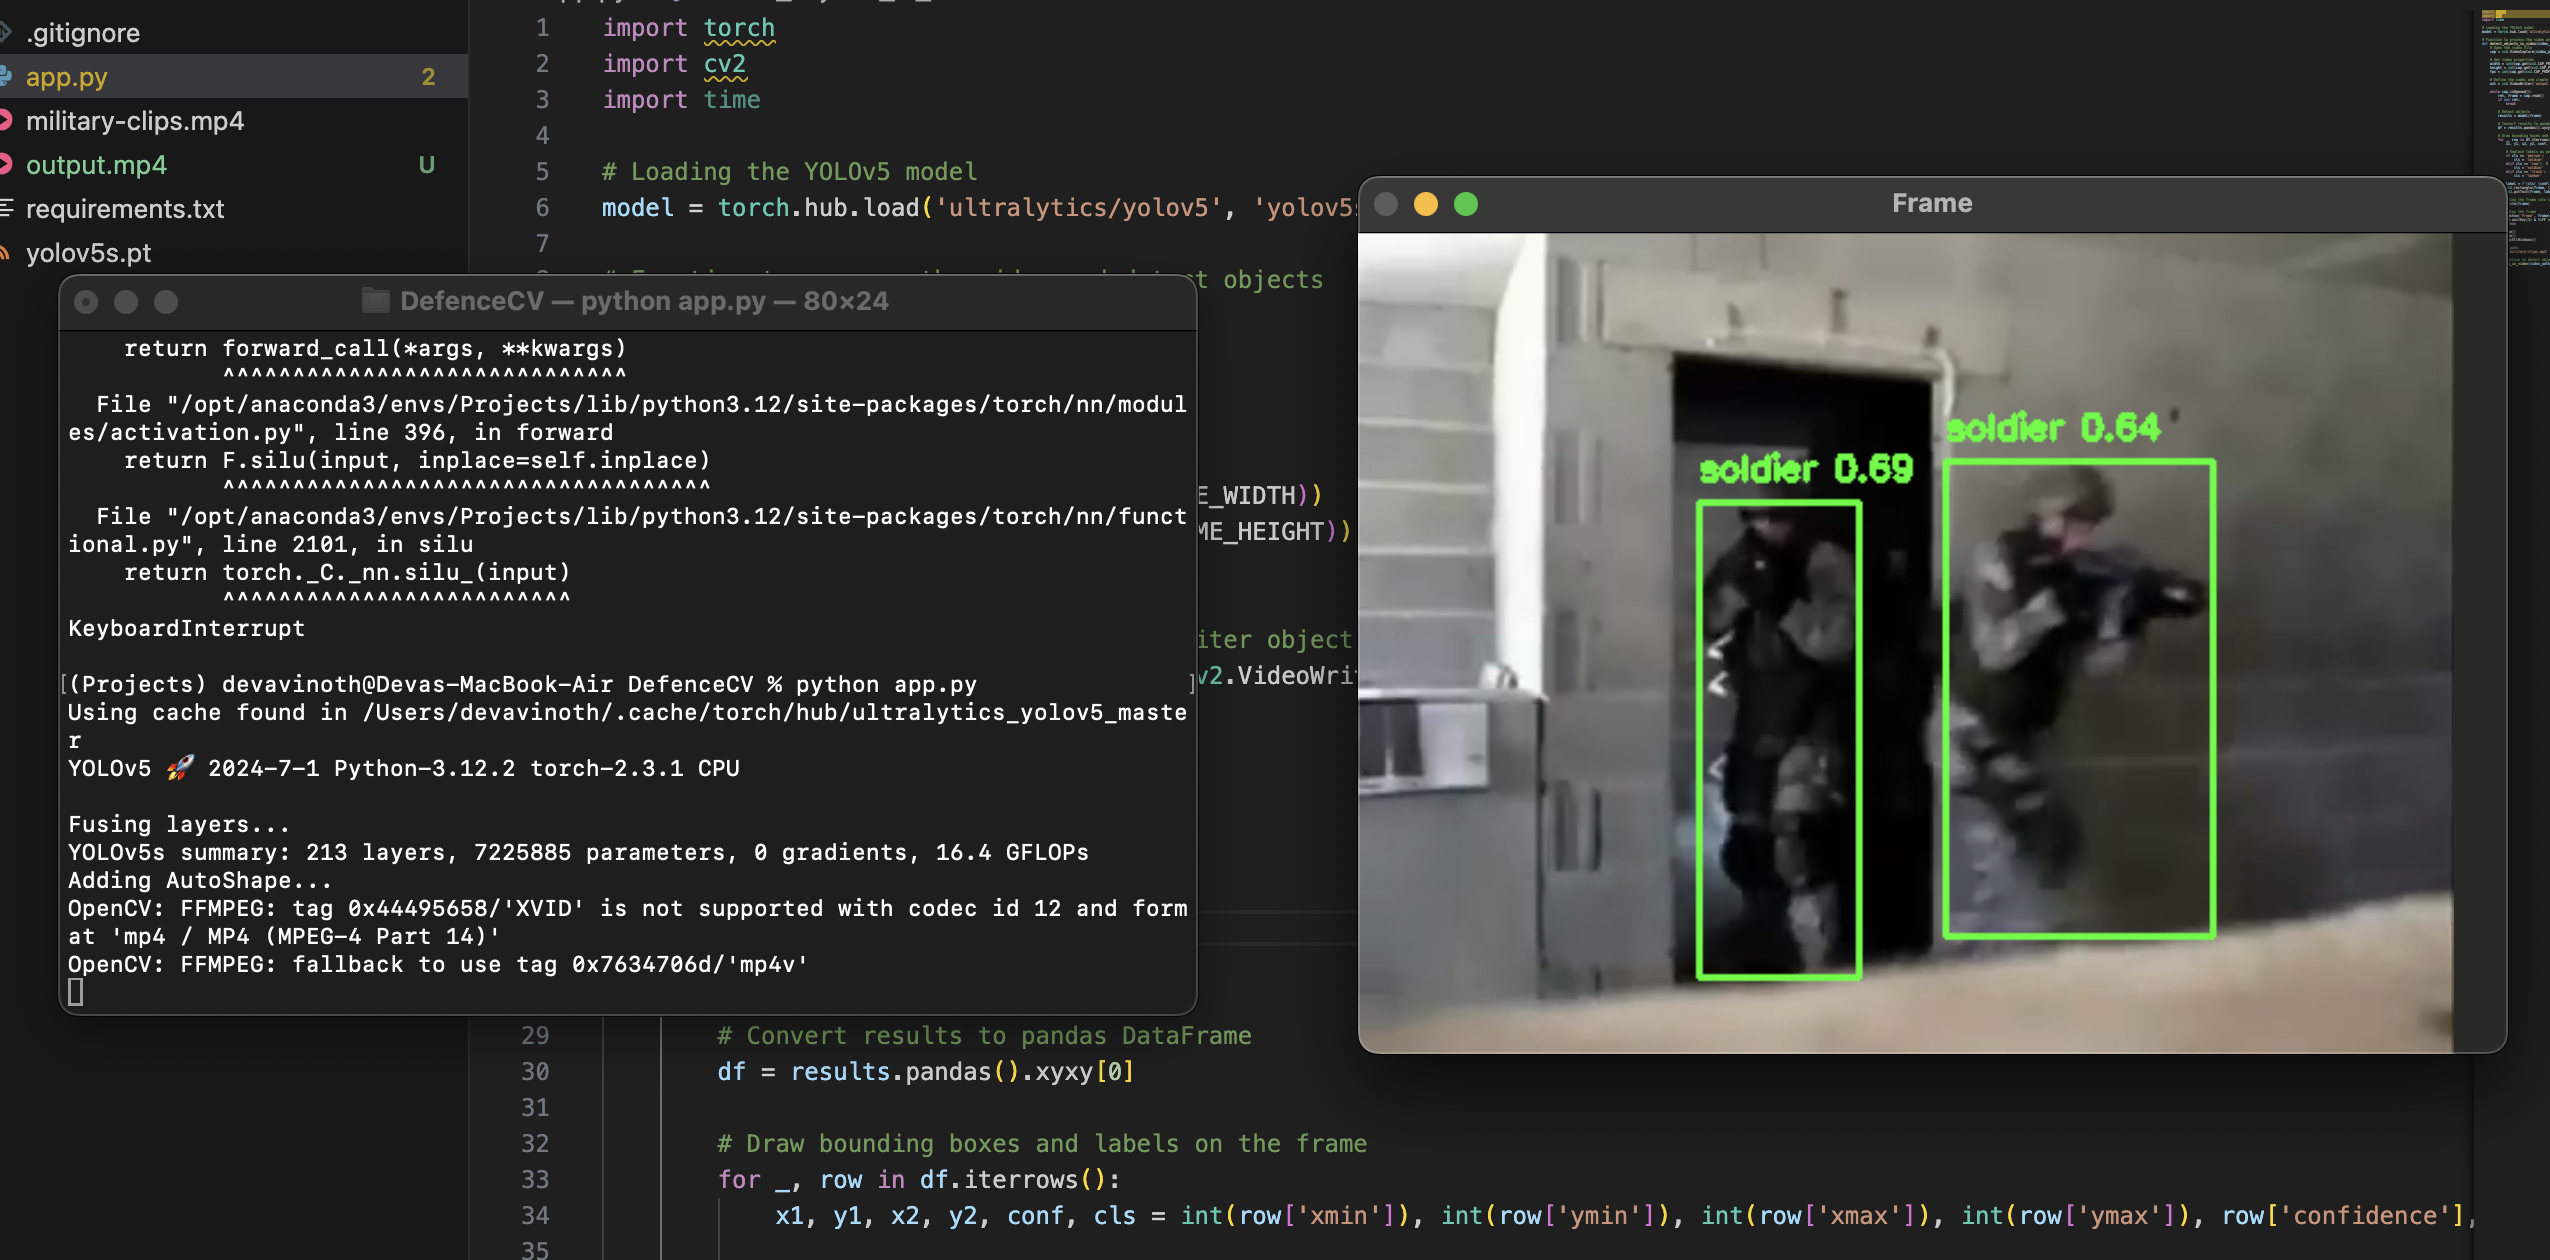 .gitignore
app.py 2
military-clips.mp4
output.mp4 U
requirements.txt
yolov5s.pt
1 import torch
2 import cv2
3 import time
4
5 # Loading the YOLOv5 model
6 model = torch.hub.load('ultralytics/yolov5', 'yolov5s
7
objects
E_WIDTH))
ME_HEIGHT))
iter object
v2.VideoWri
DefenceCV — python app.py — 80×24
return forward_call(*args, **kwargs)
^^^^^^^^^^^^^^^^^^^^^^^^^^^^^
File "/opt/anaconda3/envs/Projects/lib/python3.12/site-packages/torch/nn/modul
es/activation.py", line 396, in forward
return F.silu(input, inplace=self.inplace)
^^^^^^^^^^^^^^^^^^^^^^^^^^^^^^^^^^^
File "/opt/anaconda3/envs/Projects/lib/python3.12/site-packages/torch/nn/funct
ional.py", line 2101, in silu
return torch._C._nn.silu_(input)
^^^^^^^^^^^^^^^^^^^^^^^^^
KeyboardInterrupt
[(Projects) devavinoth@Devas-MacBook-Air DefenceCV % python app.py ]
Using cache found in /Users/devavinoth/.cache/torch/hub/ultralytics_yolov5_maste
r
YOLOv5 🚀 2024-7-1 Python-3.12.2 torch-2.3.1 CPU
Fusing layers...
YOLOv5s summary: 213 layers, 7225885 parameters, 0 gradients, 16.4 GFLOPs
Adding AutoShape...
OpenCV: FFMPEG: tag 0x44495658/'XVID' is not supported with codec id 12 and form
at 'mp4 / MP4 (MPEG-4 Part 14)'
OpenCV: FFMPEG: fallback to use tag 0x7634706d/'mp4v'
Frame
soldier 0.64
soldier 0.69
29 # Convert results to pandas DataFrame
30 df = results.pandas().xyxy[0]
31
32 # Draw bounding boxes and labels on the frame
33 for _, row in df.iterrows():
34 x1, y1, x2, y2, conf, cls = int(row['xmin']), int(row['ymin']), int(row['xmax']), int(row['ymax']), row['confidence'],
35